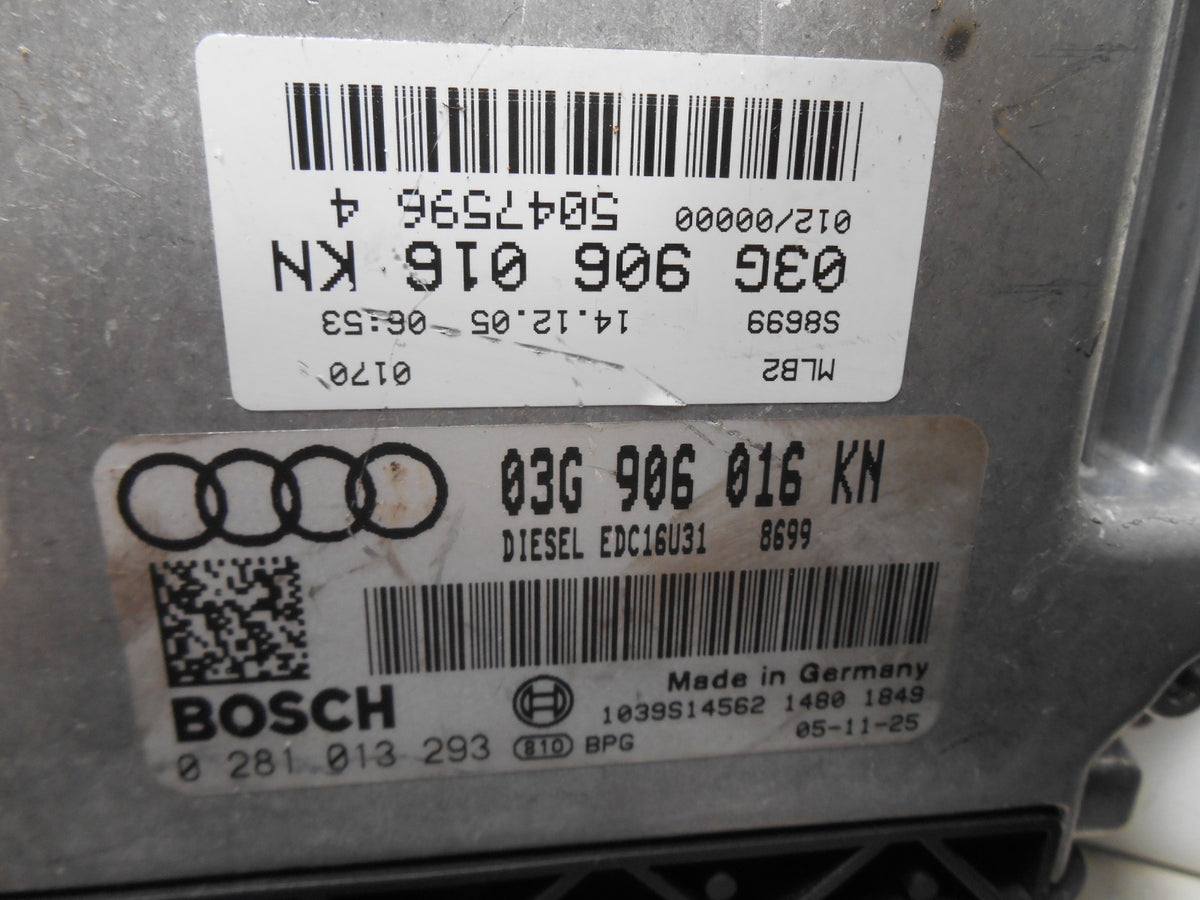 012/00000 5047596 4
03G 906 016 KN
S8699 14.12.05 06:53
MLB2 0170
03G 906 016 KN
DIESEL EDC16U31 8699
Made in Germany
BOSCH
1039S14562 1480 1849
0 281 013 293 810 BPG 05-11-25